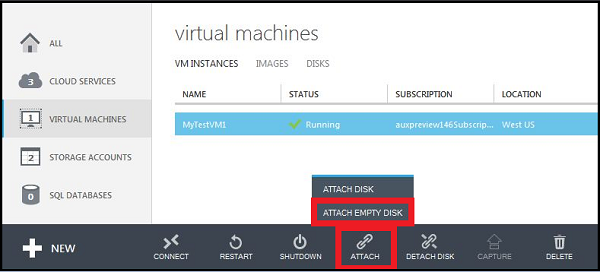 ALL
3 CLOUD SERVICES
1 VIRTUAL MACHINES
2 STORAGE ACCOUNTS
0 SQL DATABASES
virtual machines
VM INSTANCES IMAGES DISKS
NAME STATUS SUBSCRIPTION LOCATION
MyTestVM1 Running auxpreview146Subscrip... West US
ATTACH DISK
ATTACH EMPTY DISK
NEW CONNECT RESTART SHUTDOWN ATTACH DETACH DISK CAPTURE DELETE